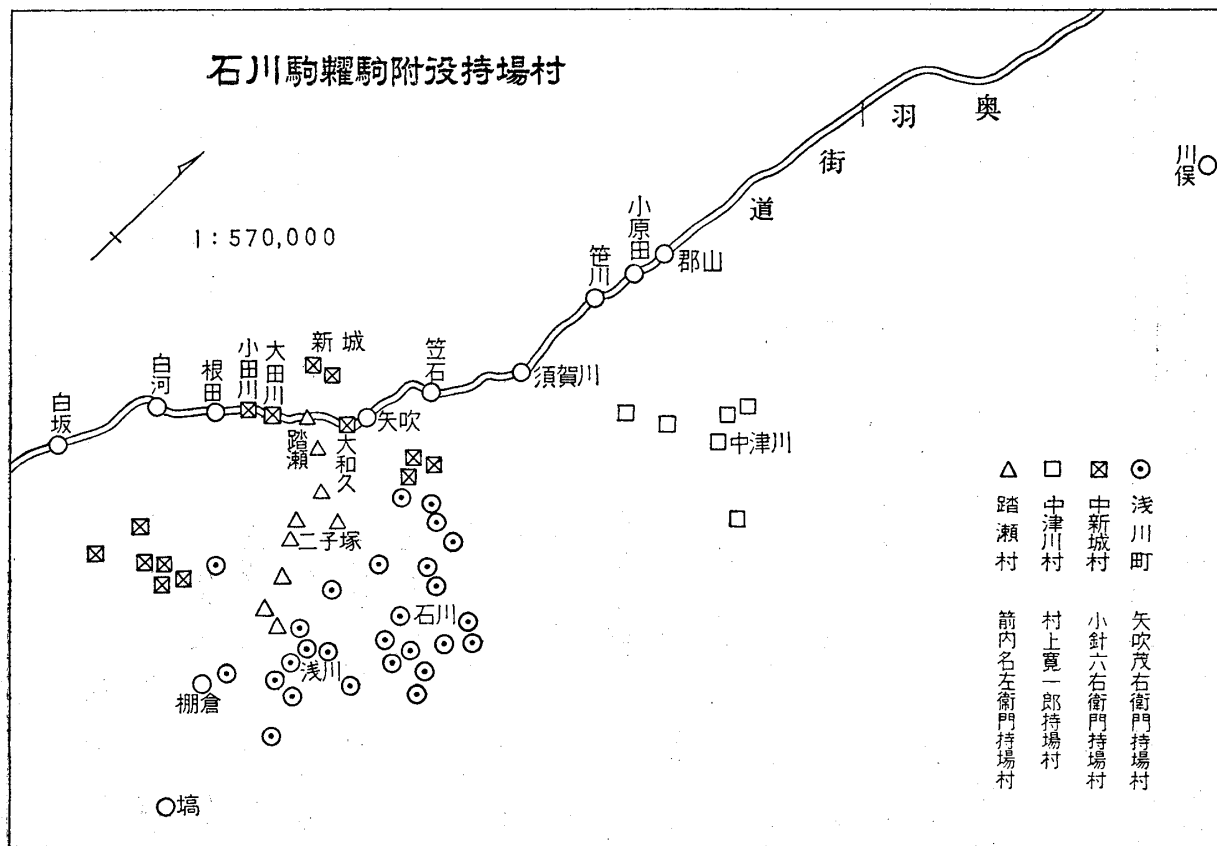 石川駒糶駒附役持場村
1:570,000
奥羽街道
川俣
小原田
郡山
笹川
須賀川
笠石
矢吹
新城
大田川
小田川
根田
白河
白坂
踏瀬
大和久
二子塚
中津川
石川
浅川
棚倉
塙
浅川町 矢吹茂右衛門持場村
中新城村 小針六右衛門持場村
中津川村 村上寛一郎持場村
踏瀬村 箭内名左衛門持場村